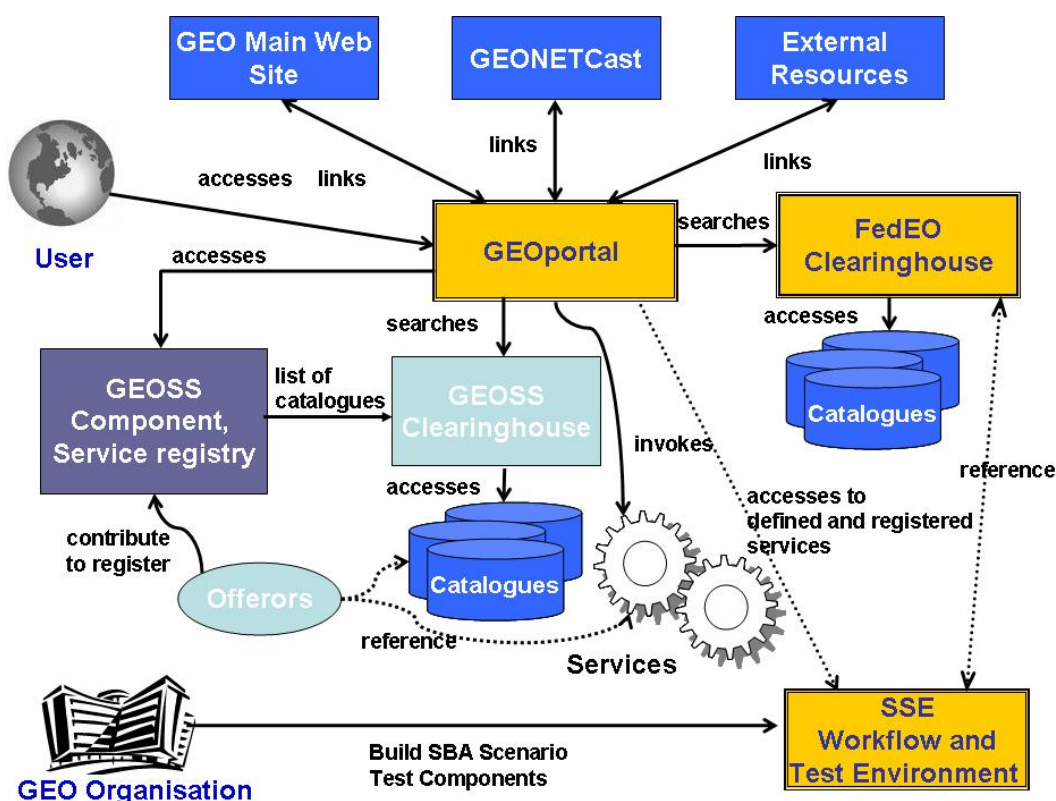 GEO Main Web
Site
GEONETCast
External
Resources
links
links
accesses links
User
accesses
GEOportal
searches
FedEO
Clearinghouse
searches
accesses
GEOSS
Component,
Service registry
list of
catalogues
GEOSS
Clearinghouse
Catalogues
invokes
reference
accesses
accesses to
defined and registered
services
contribute
to register
Catalogues
Offerors
reference
Services
SSE
Workflow and
Test Environment
Build SBA Scenario
Test Components
GEO Organisation